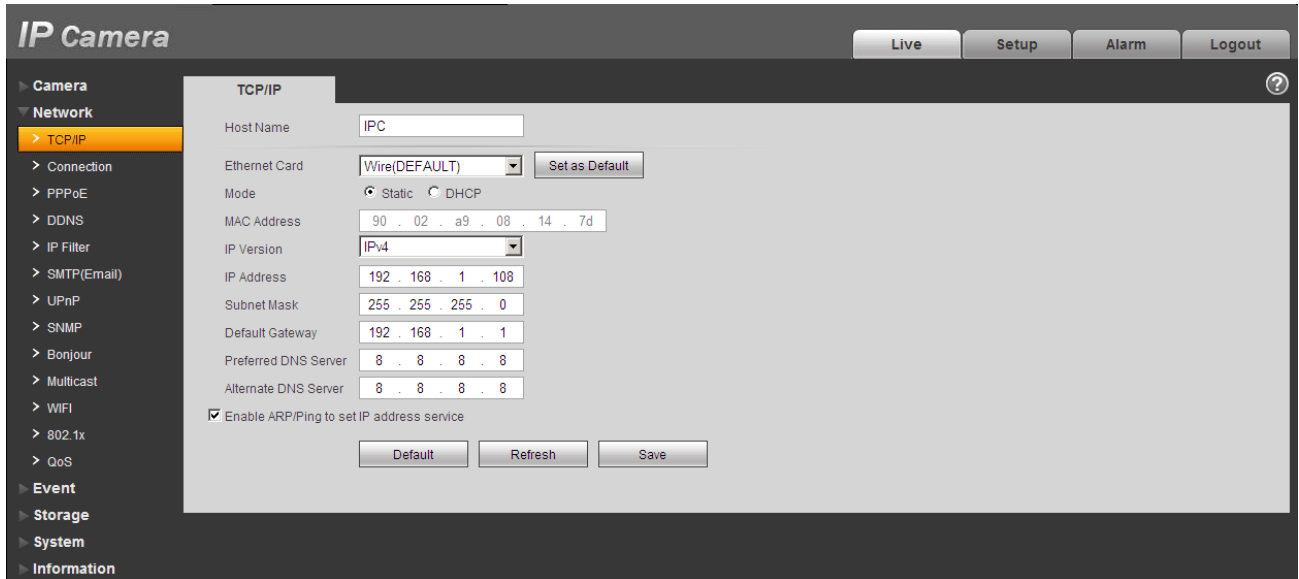 IP Camera
Live Setup Alarm Logout
Camera
Network
TCP/IP
Connection
PPPoE
DDNS
IP Filter
SMTP(Email)
UPnP
SNMP
Bonjour
Multicast
WIFI
802.1x
QoS
Event
Storage
System
Information
TCP/IP
?
Host Name IPC
Ethernet Card Wire(DEFAULT) Set as Default
Mode Static DHCP
MAC Address 90 . 02 . a9 . 08 . 14 . 7d
IP Version IPv4
IP Address 192 . 168 . 1 . 108
Subnet Mask 255 . 255 . 255 . 0
Default Gateway 192 . 168 . 1 . 1
Preferred DNS Server 8 . 8 . 8 . 8
Alternate DNS Server 8 . 8 . 8 . 8
Enable ARP/Ping to set IP address service
Default Refresh Save